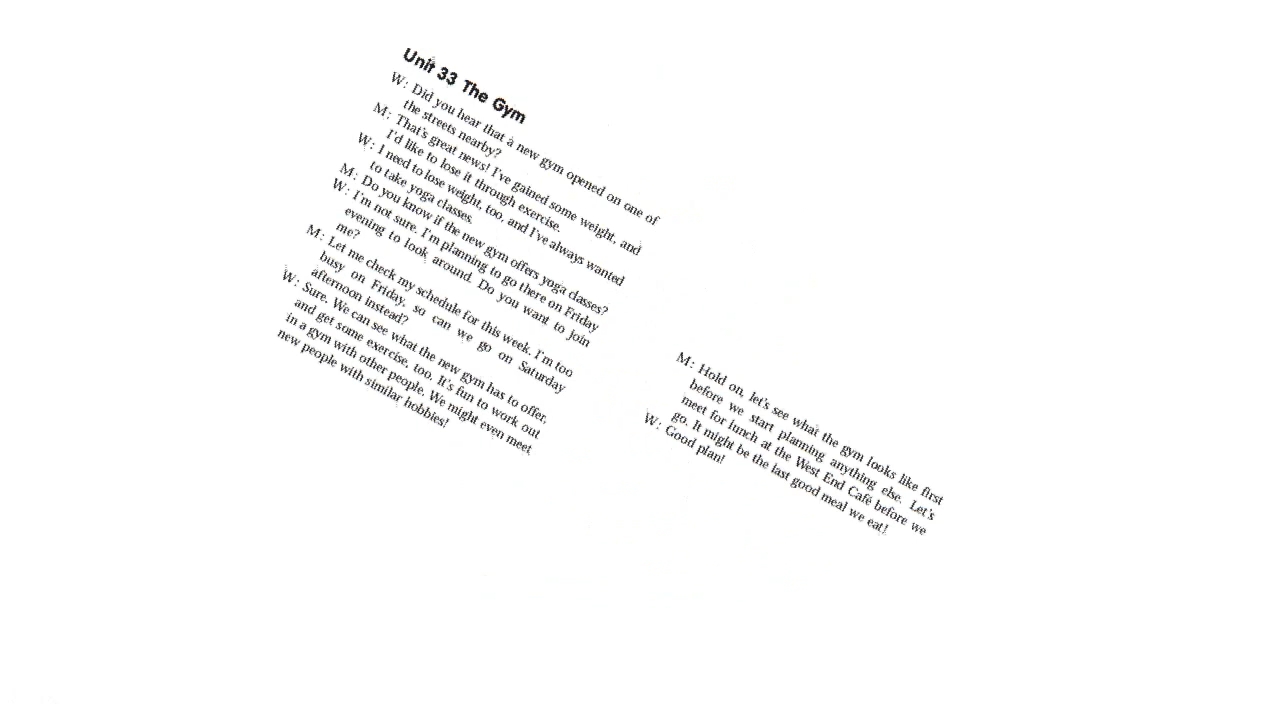 Unit 33 The Gym
W: Did you hear that a new gym opened on one of
the streets nearby?
M: That's great news! I've gained some weight, and
I'd like to lose it through exercise.
W: I need to lose weight, too, and I've always wanted
to take yoga classes.
M: Do you know if the new gym offers yoga classes?
W: I'm not sure. I'm planning to go there on Friday
evening to look around. Do you want to join
me?
M: Let me check my schedule for this week. I'm too
busy on Friday, so can we go on Saturday
afternoon instead?
W: Sure. We can see what the new gym has to offer,
and get some exercise, too. It's fun to work out
in a gym with other people. We might even meet
new people with similar hobbies!
M: Hold on, let's see what the gym looks like first
before we start planning anything else. Let's
meet for lunch at the West End Café before we
go. It might be the last good meal we eat!
W: Good plan!